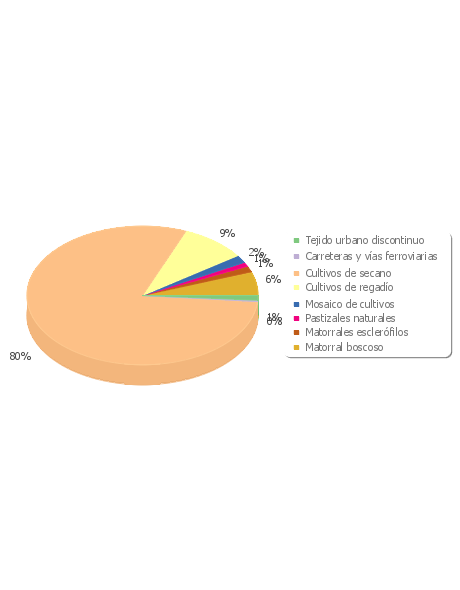 9%
2%
1%
1%
6%
1%
0%
80%
Tejido urbano discontinuo
Carreteras y vías ferroviarias
Cultivos de secano
Cultivos de regadío
Mosaico de cultivos
Pastizales naturales
Matorrales esclerófilos
Matorral boscoso